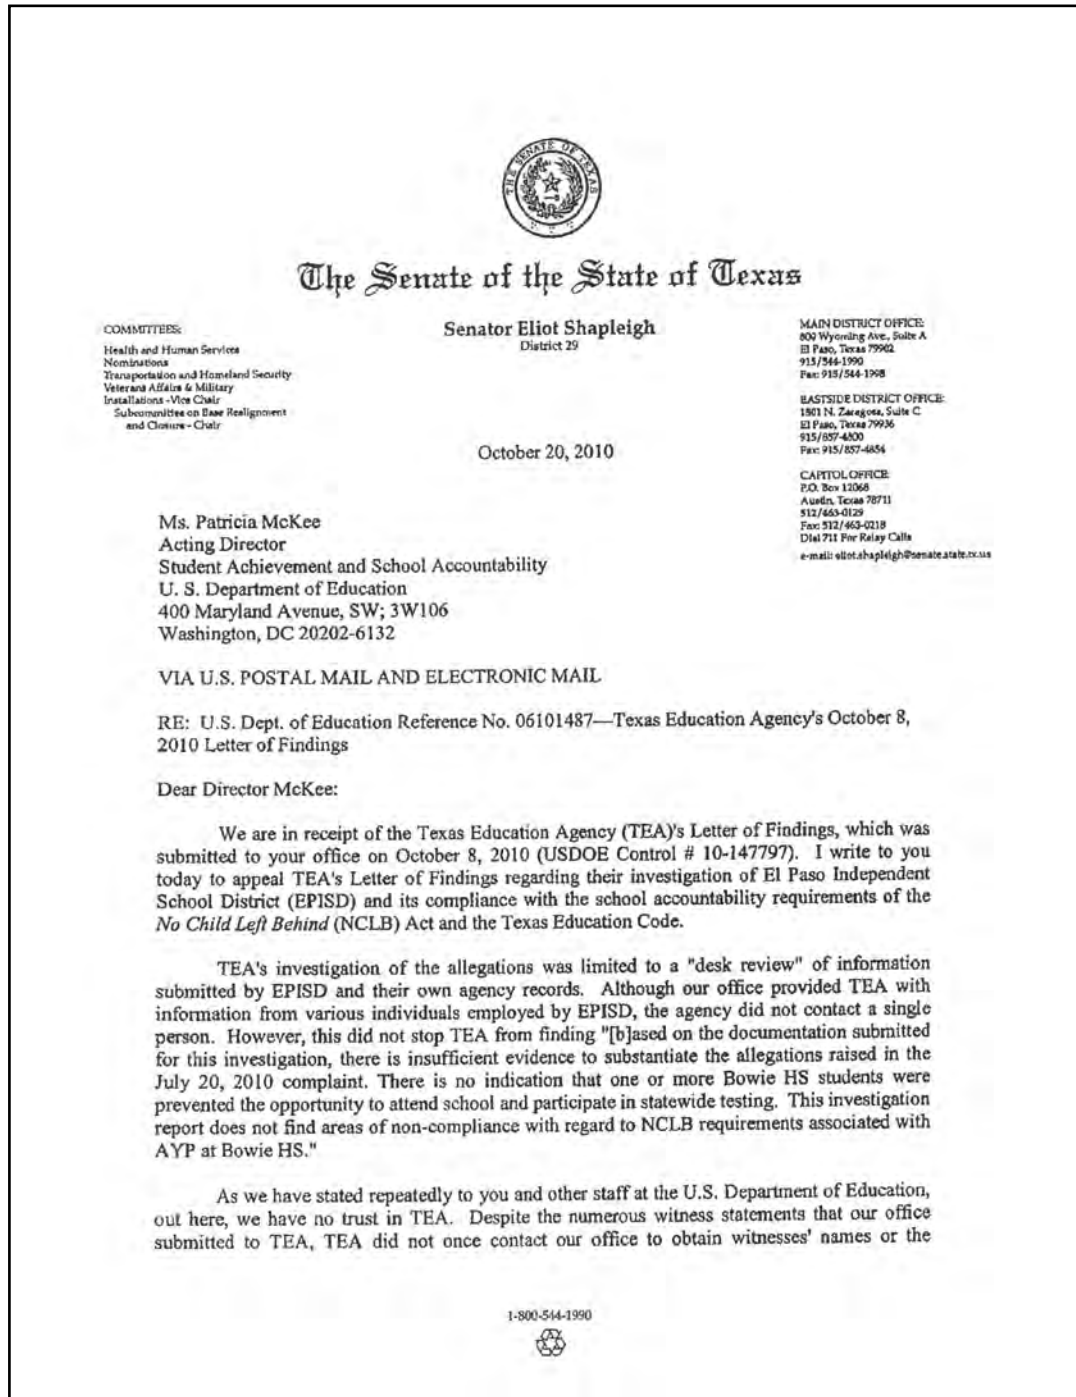 THE SENATE OF TEXAS
The Senate of the State of Texas
COMMITTEES:
Health and Human Services
Nominations
Transportation and Homeland Security
Veterans Affairs & Military
Installations - Vice Chair
Subcommittee on Base Realignment
and Closure - Chair
Senator Eliot Shapleigh
District 29
MAIN DISTRICT OFFICE:
800 Wyoming Ave., Suite A
El Paso, Texas 79902
915/544-1990
Fax: 915/544-1998
EASTSIDE DISTRICT OFFICE:
1801 N. Zaragosa, Suite C
El Paso, Texas 79936
915/857-4800
Fax: 915/857-4854
CAPITOL OFFICE
P.O. Box 12068
Austin, Texas 78711
512/463-0129
Fax: 512/463-0218
Dial 711 For Relay Calls
e-mail: eliot.shapleigh@senate.state.tx.us
October 20, 2010
Ms. Patricia McKee
Acting Director
Student Achievement and School Accountability
U. S. Department of Education
400 Maryland Avenue, SW; 3W106
Washington, DC 20202-6132
VIA U.S. POSTAL MAIL AND ELECTRONIC MAIL
RE: U.S. Dept. of Education Reference No. 06101487—Texas Education Agency's October 8,
2010 Letter of Findings
Dear Director McKee:
We are in receipt of the Texas Education Agency (TEA)'s Letter of Findings, which was
submitted to your office on October 8, 2010 (USDOE Control # 10-147797). I write to you
today to appeal TEA's Letter of Findings regarding their investigation of El Paso Independent
School District (EPISD) and its compliance with the school accountability requirements of the
No Child Left Behind (NCLB) Act and the Texas Education Code.
TEA's investigation of the allegations was limited to a "desk review" of information
submitted by EPISD and their own agency records. Although our office provided TEA with
information from various individuals employed by EPISD, the agency did not contact a single
person. However, this did not stop TEA from finding "[b]ased on the documentation submitted
for this investigation, there is insufficient evidence to substantiate the allegations raised in the
July 20, 2010 complaint. There is no indication that one or more Bowie HS students were
prevented the opportunity to attend school and participate in statewide testing. This investigation
report does not find areas of non-compliance with regard to NCLB requirements associated with
AYP at Bowie HS."
As we have stated repeatedly to you and other staff at the U.S. Department of Education,
out here, we have no trust in TEA. Despite the numerous witness statements that our office
submitted to TEA, TEA did not once contact our office to obtain witnesses' names or the
1-800-544-1990